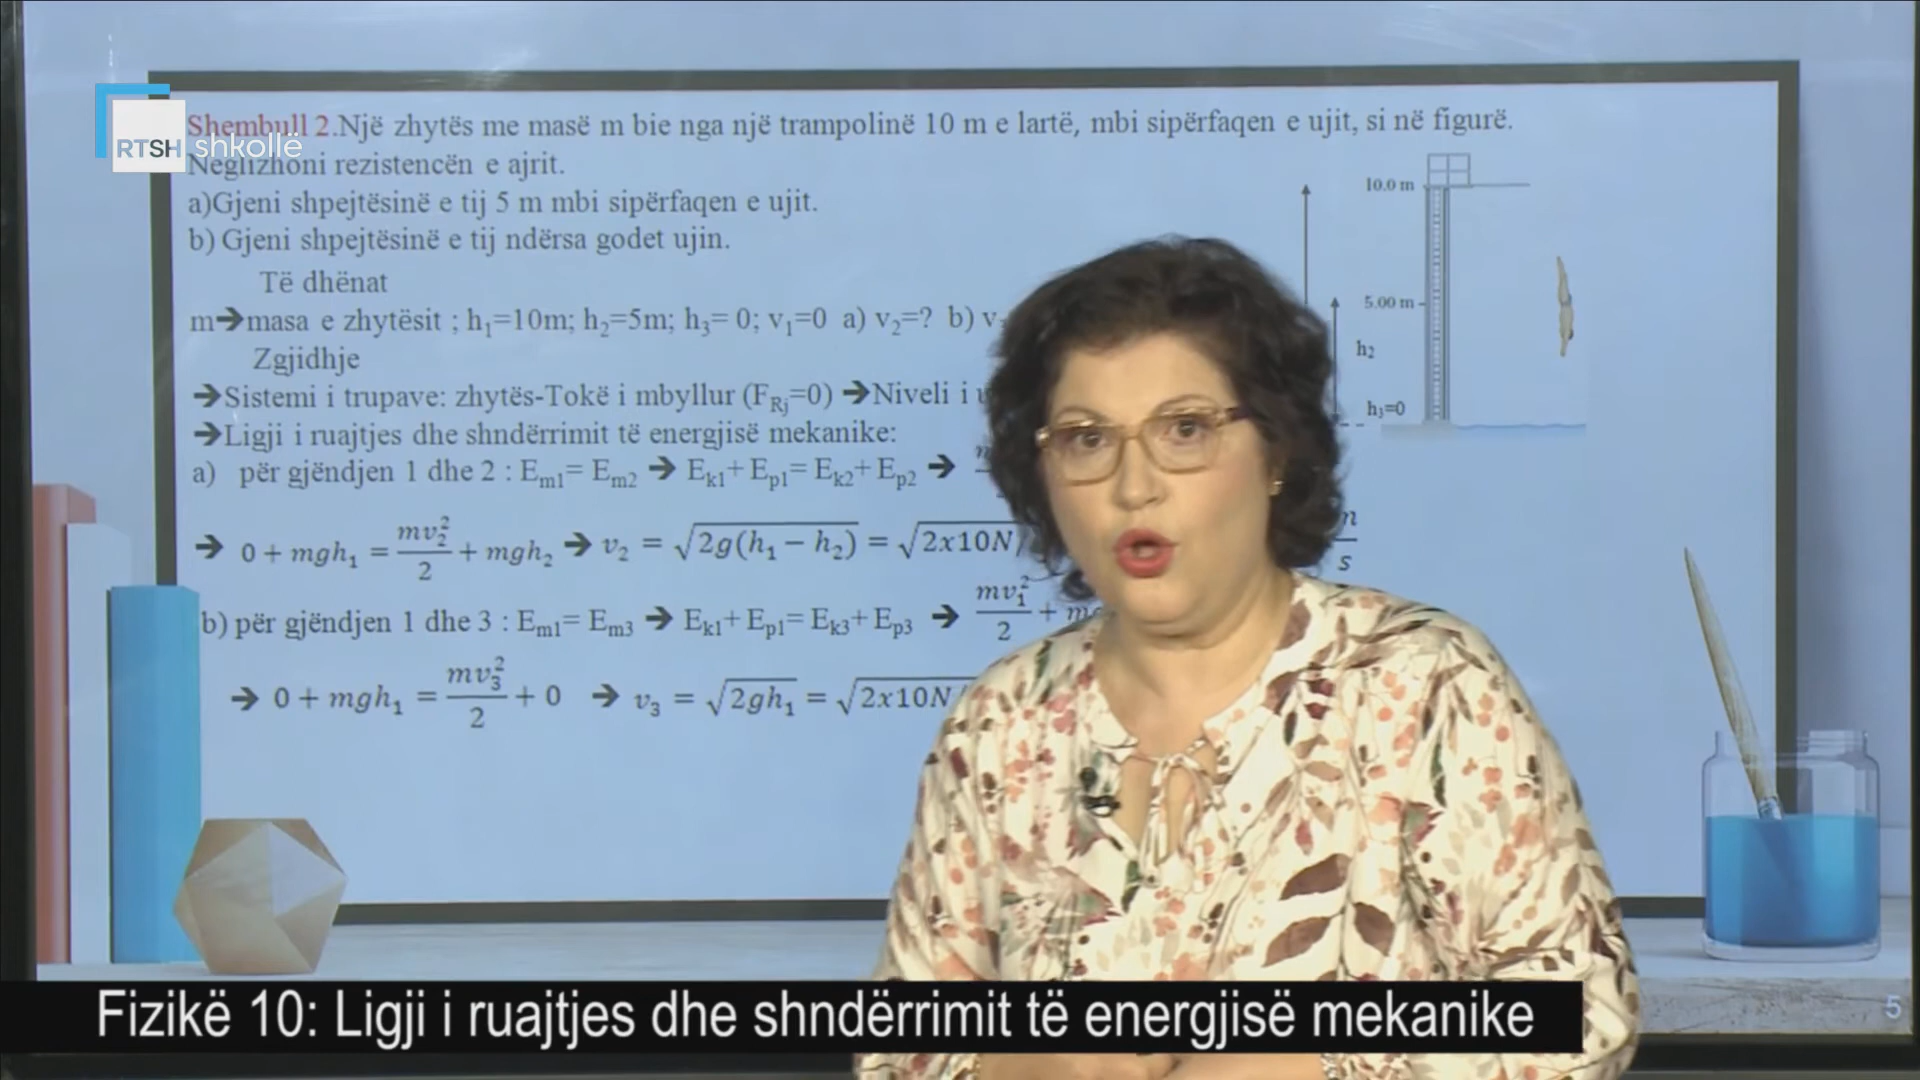 RTSH shkollë
Shembull 2.Një zhytës me masë m bie nga një trampolinë 10 m e lartë, mbi sipërfaqen e ujit, si në figurë.
Neglizhoni rezistencën e ajrit.
a)Gjeni shpejtësinë e tij 5 m mbi sipërfaqen e ujit.
b) Gjeni shpejtësinë e tij ndërsa godet ujin.
Të dhënat
m➔masa e zhytësit ; h₁=10m; h₂=5m; h₃= 0; v₁=0 a) v₂=? b) v
Zgjidhje
➔Sistemi i trupave: zhytës-Tokë i mbyllur (F_Rj=0) ➔Niveli i
➔Ligji i ruajtjes dhe shndërrimit të energjisë mekanike:
a) për gjëndjen 1 dhe 2 : E_m1= E_m2 ➔ E_k1+ E_p1= E_k2+ E_p2 ➔
➔ 0 + mgh₁ = mv₂²/2 + mgh₂ ➔ v₂ = √2g(h₁ − h₂) = √2x10N/ s
b) për gjëndjen 1 dhe 3 : E_m1= E_m3 ➔ E_k1+ E_p1= E_k3+ E_p3 ➔ mv₁²/2 +
➔ 0 + mgh₁ = mv₃²/2 + 0 ➔ v₃ = √2gh₁ = √2x10N/
10.0 m
5.00 m
h₂
h₃=0
5
Fizikë 10: Ligji i ruajtjes dhe shndërrimit të energjisë mekanike